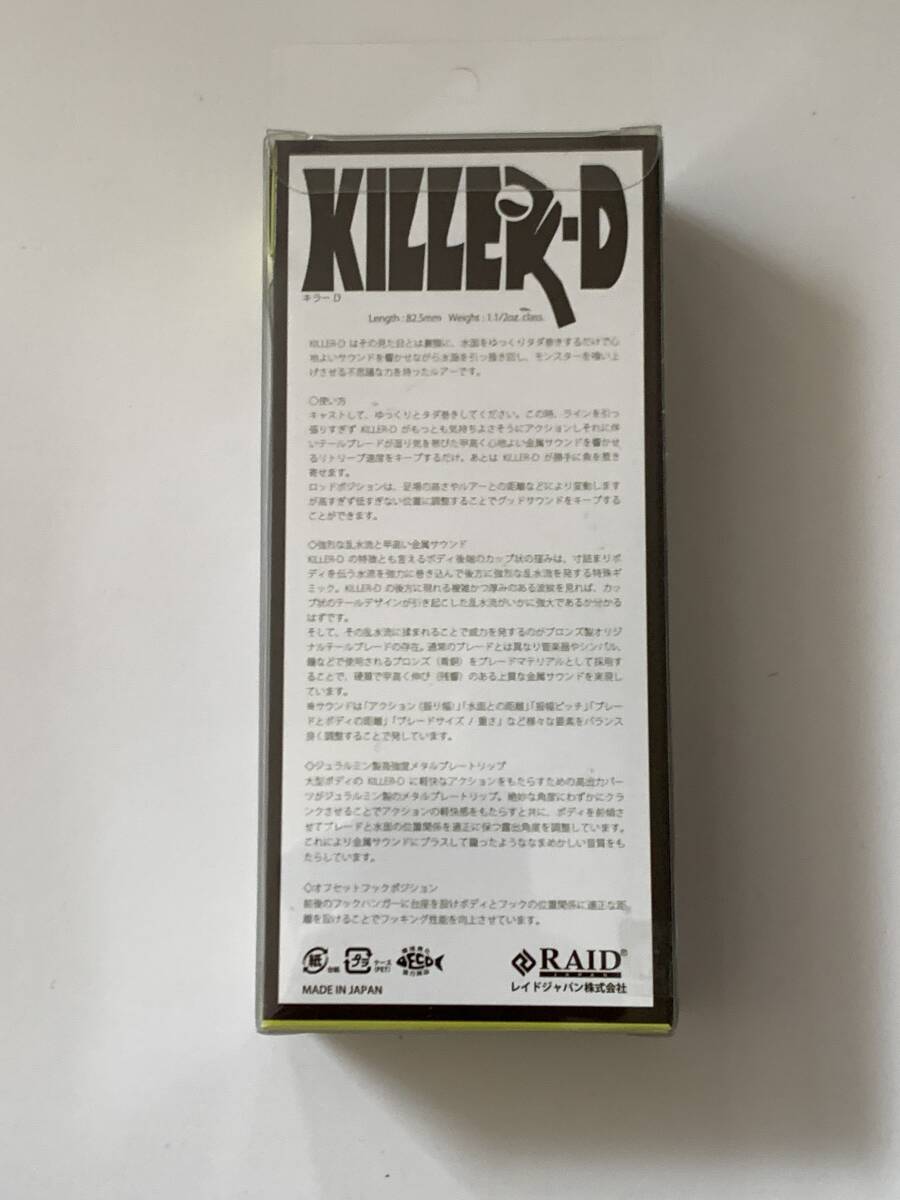 KILLER-D
キラー D
Length : 82.5mm Weight : 1.1/2oz. class.
KILLER-D はその見た目とは裏腹に、水面をゆっくりタダ巻きするだけで心
地よいサウンドを響かせながら水面を引っ掻き回し、モンスターを喰い上
げさせる不思議な力を持ったルアーです。
○使い方
キャストして、ゆっくりとタダ巻きしてください。この時、ラインを引っ
張りすぎず KILLER-D がもっとも気持ちよさそうにアクションしそれに伴
いテールブレードが湿り気を帯びた甲高く心地よい金属サウンドを響かせ
るリトリーブ速度をキープするだけ。あとは KILLER-D が勝手に魚を惹き
寄せます。
ロッドポジションは、足場の高さやルアーとの距離などにより変動します
が高すぎず低すぎない位置に調整することでグッドサウンドをキープする
ことができます。
◇強烈な乱水流と甲高い金属サウンド
KILLER-D の特徴とも言えるボディ後端のカップ状の窪みは、寸詰まりボ
ディを伝う水流を強力に巻き込んで後方に強烈な乱水流を発する特殊ギ
ミック。KILLER-D の後方に現れる複雑かつ厚みのある波紋を見れば、カッ
プ状のテールデザインが引き起こした乱水流がいかに強大であるか分かる
はずです。
そして、その乱水流に揉まれることで威力を発するのがブロンズ製オリジ
ナルテールブレードの存在。通常のブレードとは異なり管楽器やシンバル、
鐘などで使用されるブロンズ（青銅）をブレードマテリアルとして採用す
ることで、硬質で甲高く伸び（残響）のある上質な金属サウンドを実現し
ています。
※サウンドは「アクション（振り幅）」「水面との距離」「振幅ピッチ」「ブレー
ドとボディの距離」「ブレードサイズ / 重さ」など様々な要素をバランス
良く調整することで発しています。
◇ジュラルミン製高強度メタルプレートリップ
大型ボディの KILLER-D に軽快なアクションをもたらすための高出力パー
ツがジュラルミン製のメタルプレートリップ。絶妙な角度にわずかにクラ
ンクさせることでアクションの軽快感をもたらすと共に、ボディを前傾さ
せてブレードと水面の位置関係を適正に保つ露出角度を調整しています。
これにより金属サウンドにプラスして籠ったようななまめかしい音質をも
たらしています。
◇オフセットフックポジション
前後のフックハンガーに台座を設けボディとフックの位置関係に適正な距
離を設けることでフッキング性能を向上させています。
紙 台紙 プラ ケース (PET) ECO
RAID®
JAPAN
MADE IN JAPAN
レイドジャパン株式会社